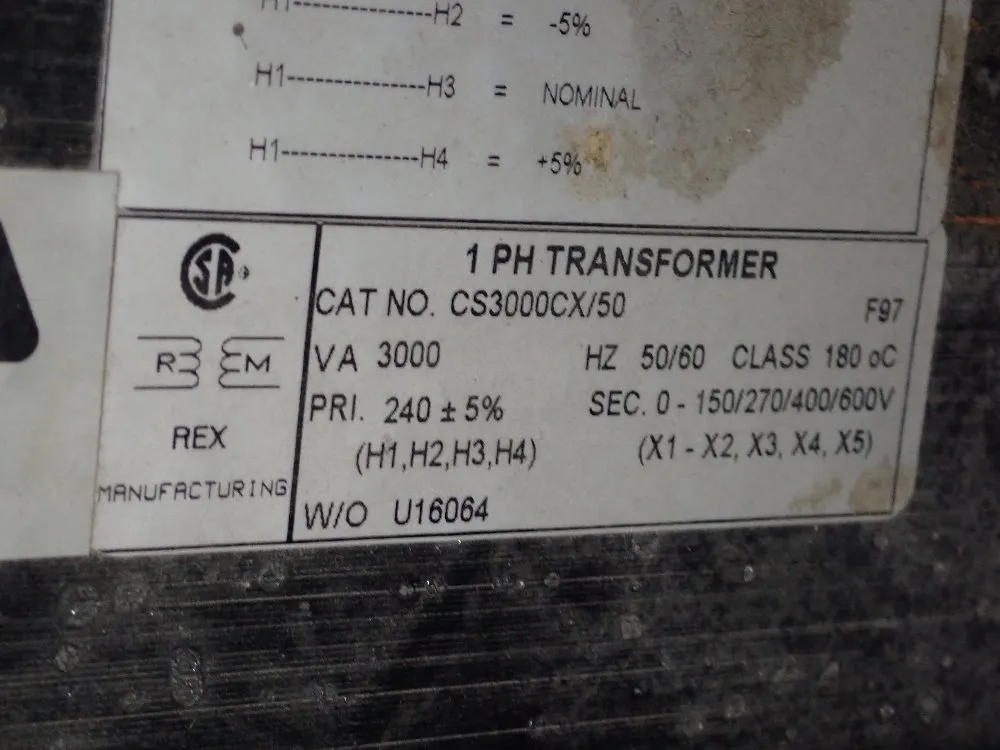 H1--------------H2 = -5%
H1--------------H3 = NOMINAL
H1--------------H4 = +5%
SA
R M
REX
MANUFACTURING
1 PH TRANSFORMER
CAT NO. CS3000CX/50 F97
VA 3000 HZ 50/60 CLASS 180 oC
PRI. 240 ± 5% SEC. 0 - 150/270/400/600V
(H1,H2,H3,H4) (X1 - X2, X3, X4, X5)
W/O U16064